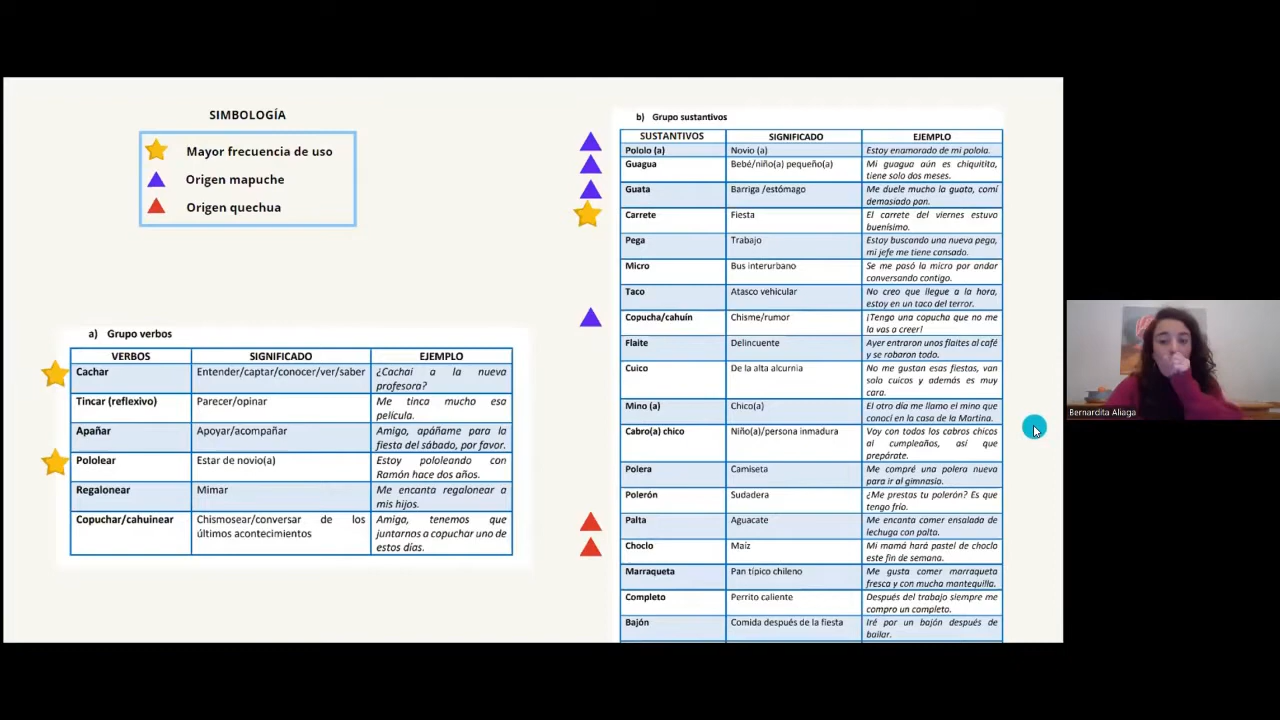 SIMBOLOGÍA
Mayor frecuencia de uso
Origen mapuche
Origen quechua
a) Grupo verbos
VERBOS SIGNIFICADO EJEMPLO
Cachar Entender/captar/conocer/ver/saber ¿Cachai a la nueva
profesora?
Tincar (reflexivo) Parecer/opinar Me tinca mucho esa
película.
Apañar Apoyar/acompañar Amigo, apáñame para la
fiesta del sábado, por favor.
Pololear Estar de novio(a) Estoy pololeando con
Ramón hace dos años.
Regalonear Mimar Me encanta regalonear a
mis hijos.
Copuchar/cahuinear Chismosear/conversar de los Amiga, tenemos que
últimos acontecimientos juntarnos a copuchar uno de
estos días.
b) Grupo sustantivos
SUSTANTIVOS SIGNIFICADO EJEMPLO
Pololo (a) Novio (a) Estoy enamorado de mi polola.
Guagua Bebé/niño(a) pequeño(a) Mi guagua aún es chiquitita,
tiene solo dos meses.
Guata Barriga /estómago Me duele mucho la guata, comí
demasiado pan.
Carrete Fiesta El carrete del viernes estuvo
buenísimo.
Pega Trabajo Estoy buscando una nueva pega,
mi jefe me tiene cansado.
Micro Bus interurbano Se me pasó la micro por andar
conversando contigo.
Taco Atasco vehicular No creo que llegue a la hora,
estoy en un taco del terror.
Copucha/cahuín Chisme/rumor ¡Tengo una copucha que no me
la vas a creer!
Flaite Delincuente Ayer entraron unos flaites al café
y se robaron todo.
Cuico De la alta alcurnia No me gustan esas fiestas, van
solo cuicos y además es muy
cara.
Mino (a) Chico(a) El otro día me llamo el mino que
conocí en la casa de la Martina.
Cabro(a) chico Niño(a)/persona inmadura Voy con todos los cabros chicos
al cumpleaños, así que
prepárate.
Polera Camiseta Me compré una polera nueva
para ir al gimnasio.
Polerón Sudadera ¿Me prestas tu polerón? Es que
tengo frío.
Palta Aguacate Me encanta comer ensalada de
lechuga con palta.
Choclo Maíz Mi mamá hará pastel de choclo
este fin de semana.
Marraqueta Pan típico chileno Me gusta comer marraqueta
fresca y con mucha mantequilla.
Completo Perrito caliente Después del trabajo siempre me
compro un completo.
Bajón Comida después de la fiesta Iré por un bajón después de
bailar.
Bernardita Aliaga